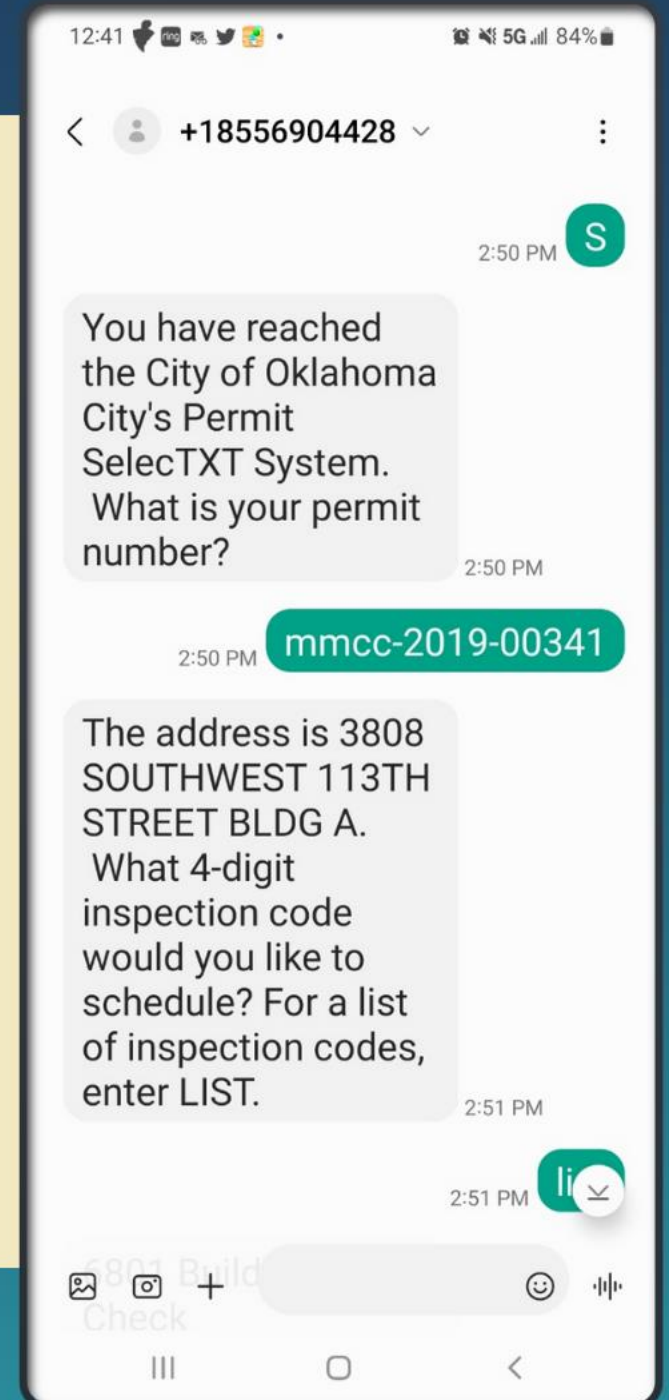 12:41 ring 5G 84%
+18556904428
S
2:50 PM
You have reached
the City of Oklahoma
City's Permit
SelecTXT System.
What is your permit
number?
2:50 PM
mmcc-2019-00341
2:50 PM
The address is 3808
SOUTHWEST 113TH
STREET BLDG A.
What 4-digit
inspection code
would you like to
schedule? For a list
of inspection codes,
enter LIST.
2:51 PM
li
2:51 PM
6801 Build
Check